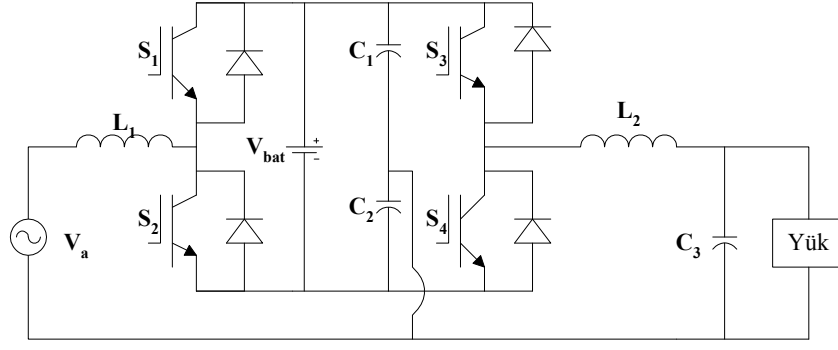 S1
C1
S3
L1
Vbat
+
−
L2
S2
C2
S4
Va
C3
Yük